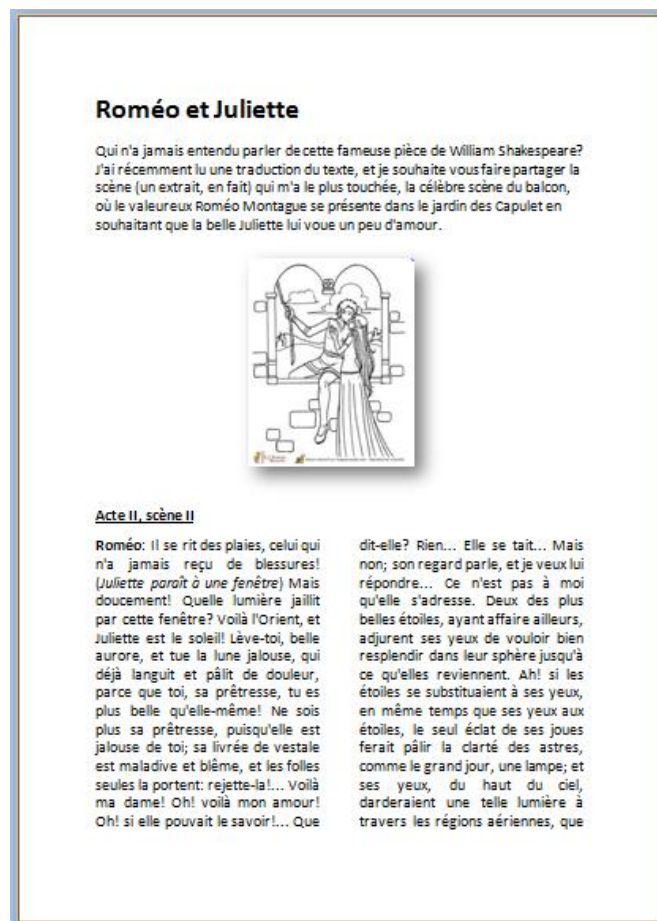 Roméo et Juliette
Qui n'a jamais entendu parler de cette fameuse pièce de William Shakespeare?
J'ai récemment lu une traduction du texte, et je souhaite vous faire partager la
scène (un extrait, en fait) qui m'a le plus touchée, la célèbre scène du balcon,
où le valeureux Roméo Montague se présente dans le jardin des Capulet en
souhaitant que la belle Juliette lui voue un peu d'amour.
Acte II, scène II
Roméo: Il se rit des plaies, celui qui
n'a jamais reçu de blessures!
(Juliette paraît à une fenêtre) Mais
doucement! Quelle lumière jaillit
par cette fenêtre? Voilà l'Orient, et
Juliette est le soleil! Lève-toi, belle
aurore, et tue la lune jalouse, qui
déjà languit et pâlit de douleur,
parce que toi, sa prêtresse, tu es
plus belle qu'elle-même! Ne sois
plus sa prêtresse, puisqu'elle est
jalouse de toi; sa livrée de vestale
est maladive et blême, et les folles
seules la portent: rejette-la!... Voilà
ma dame! Oh! voilà mon amour!
Oh! si elle pouvait le savoir!... Que
dit-elle? Rien... Elle se tait... Mais
non; son regard parle, et je veux lui
répondre... Ce n'est pas à moi
qu'elle s'adresse. Deux des plus
belles étoiles, ayant affaire ailleurs,
adjurent ses yeux de vouloir bien
resplendir dans leur sphère jusqu'à
ce qu'elles reviennent. Ah! si les
étoiles se substituaient à ses yeux,
en même temps que ses yeux aux
étoiles, le seul éclat de ses joues
ferait pâlir la clarté des astres,
comme le grand jour, une lampe; et
ses yeux, du haut du ciel,
darderaient une telle lumière à
travers les régions aériennes, que